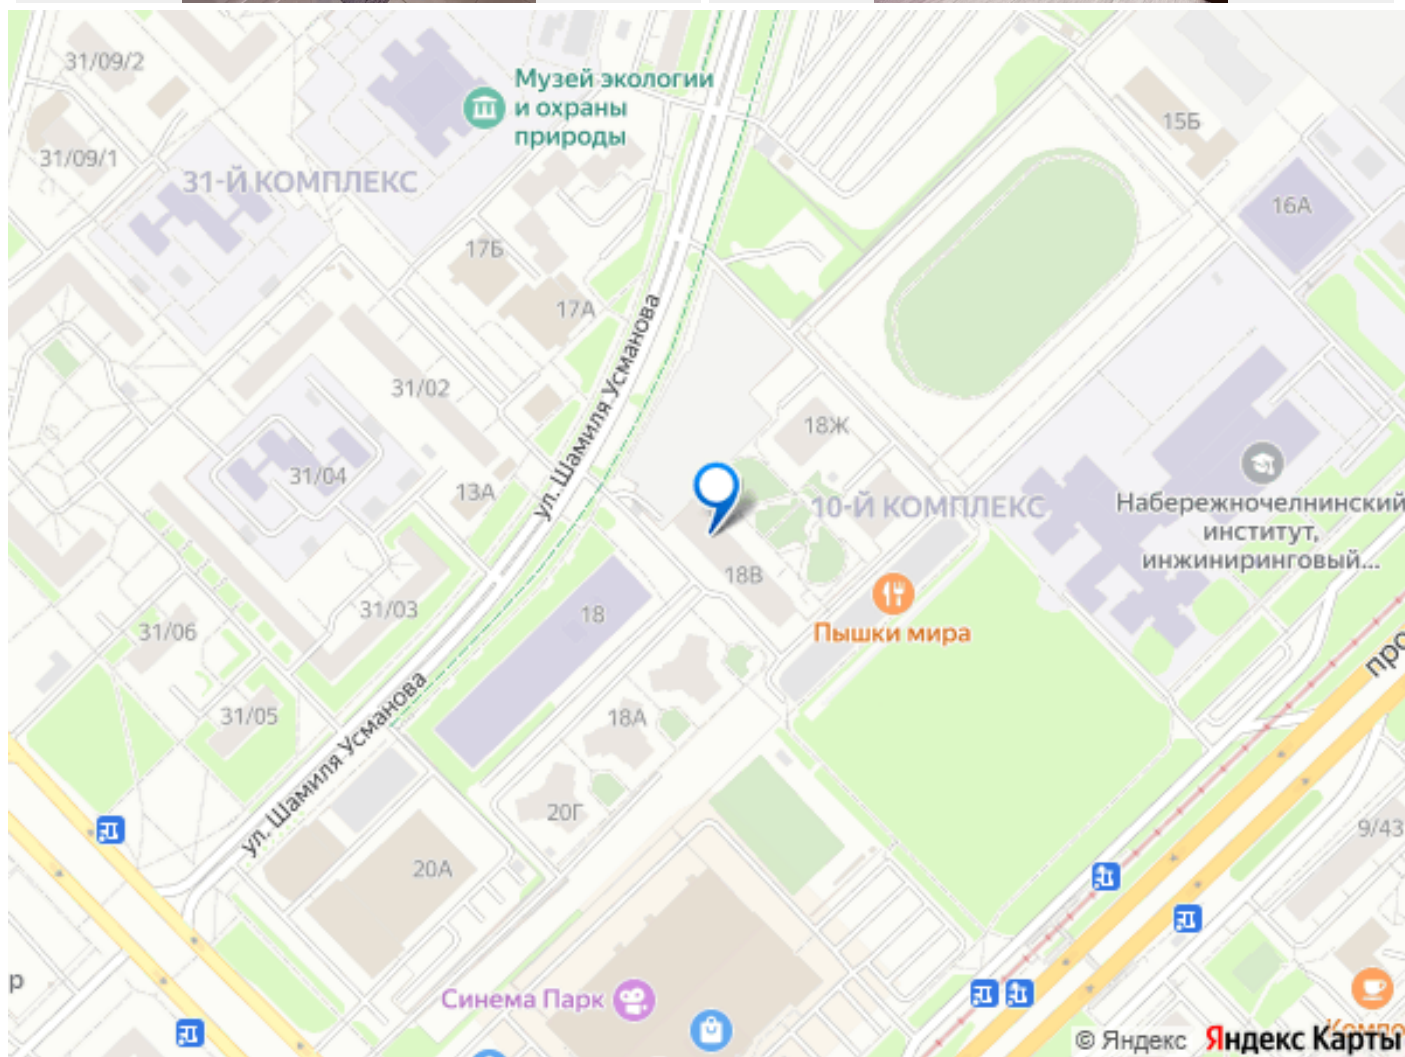 31/09/2
Музей экологии
и охраны
природы
15Б
31/09/1
31-Й КОМПЛЕКС
16А
17Б
17А
ул. Шамиля Усманова
31/02
18Ж
31/04
13А
10-Й КОМПЛЕКС
Набережночелнинский
институт,
инжиниринговый...
18В
31/03
18
31/06
Пышки мира
про
31/05
18А
ул. Шамиля Усманова
20Г
9/43
20А
р
Синема Парк
Компо
© Яндекс Яндекс Карты